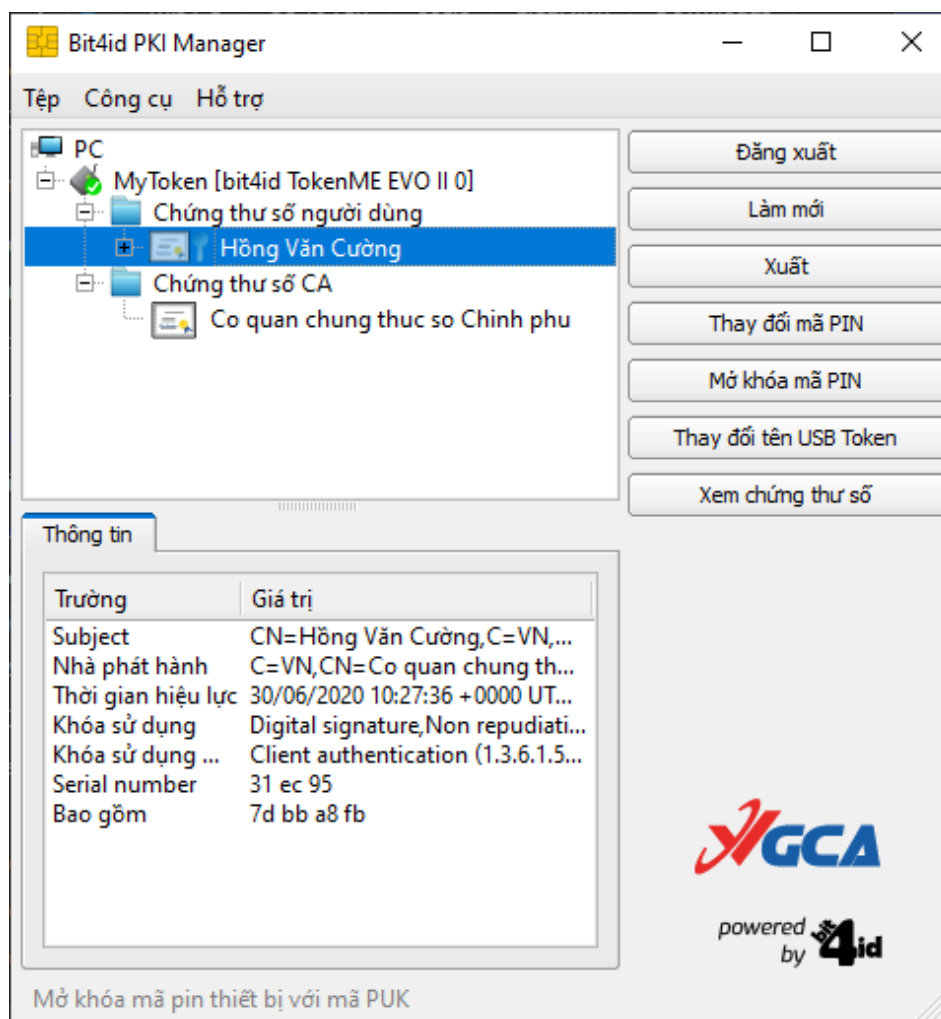 Bit4id PKI Manager
Tệp Công cụ Hỗ trợ
PC
MyToken [bit4id TokenME EVO II 0]
Chứng thư số người dùng
Hồng Văn Cường
Chứng thư số CA
Co quan chung thuc so Chinh phu
Đăng xuất
Làm mới
Xuất
Thay đổi mã PIN
Mở khóa mã PIN
Thay đổi tên USB Token
Xem chứng thư số
Thông tin
Trường Giá trị
Subject CN=Hồng Văn Cường,C=VN,...
Nhà phát hành C=VN,CN=Co quan chung th...
Thời gian hiệu lực 30/06/2020 10:27:36 +0000 UT...
Khóa sử dụng Digital signature,Non repudiati...
Khóa sử dụng ... Client authentication (1.3.6.1.5...
Serial number 31 ec 95
Bao gồm 7d bb a8 fb
GCA
powered
by bit4id
Mở khóa mã pin thiết bị với mã PUK